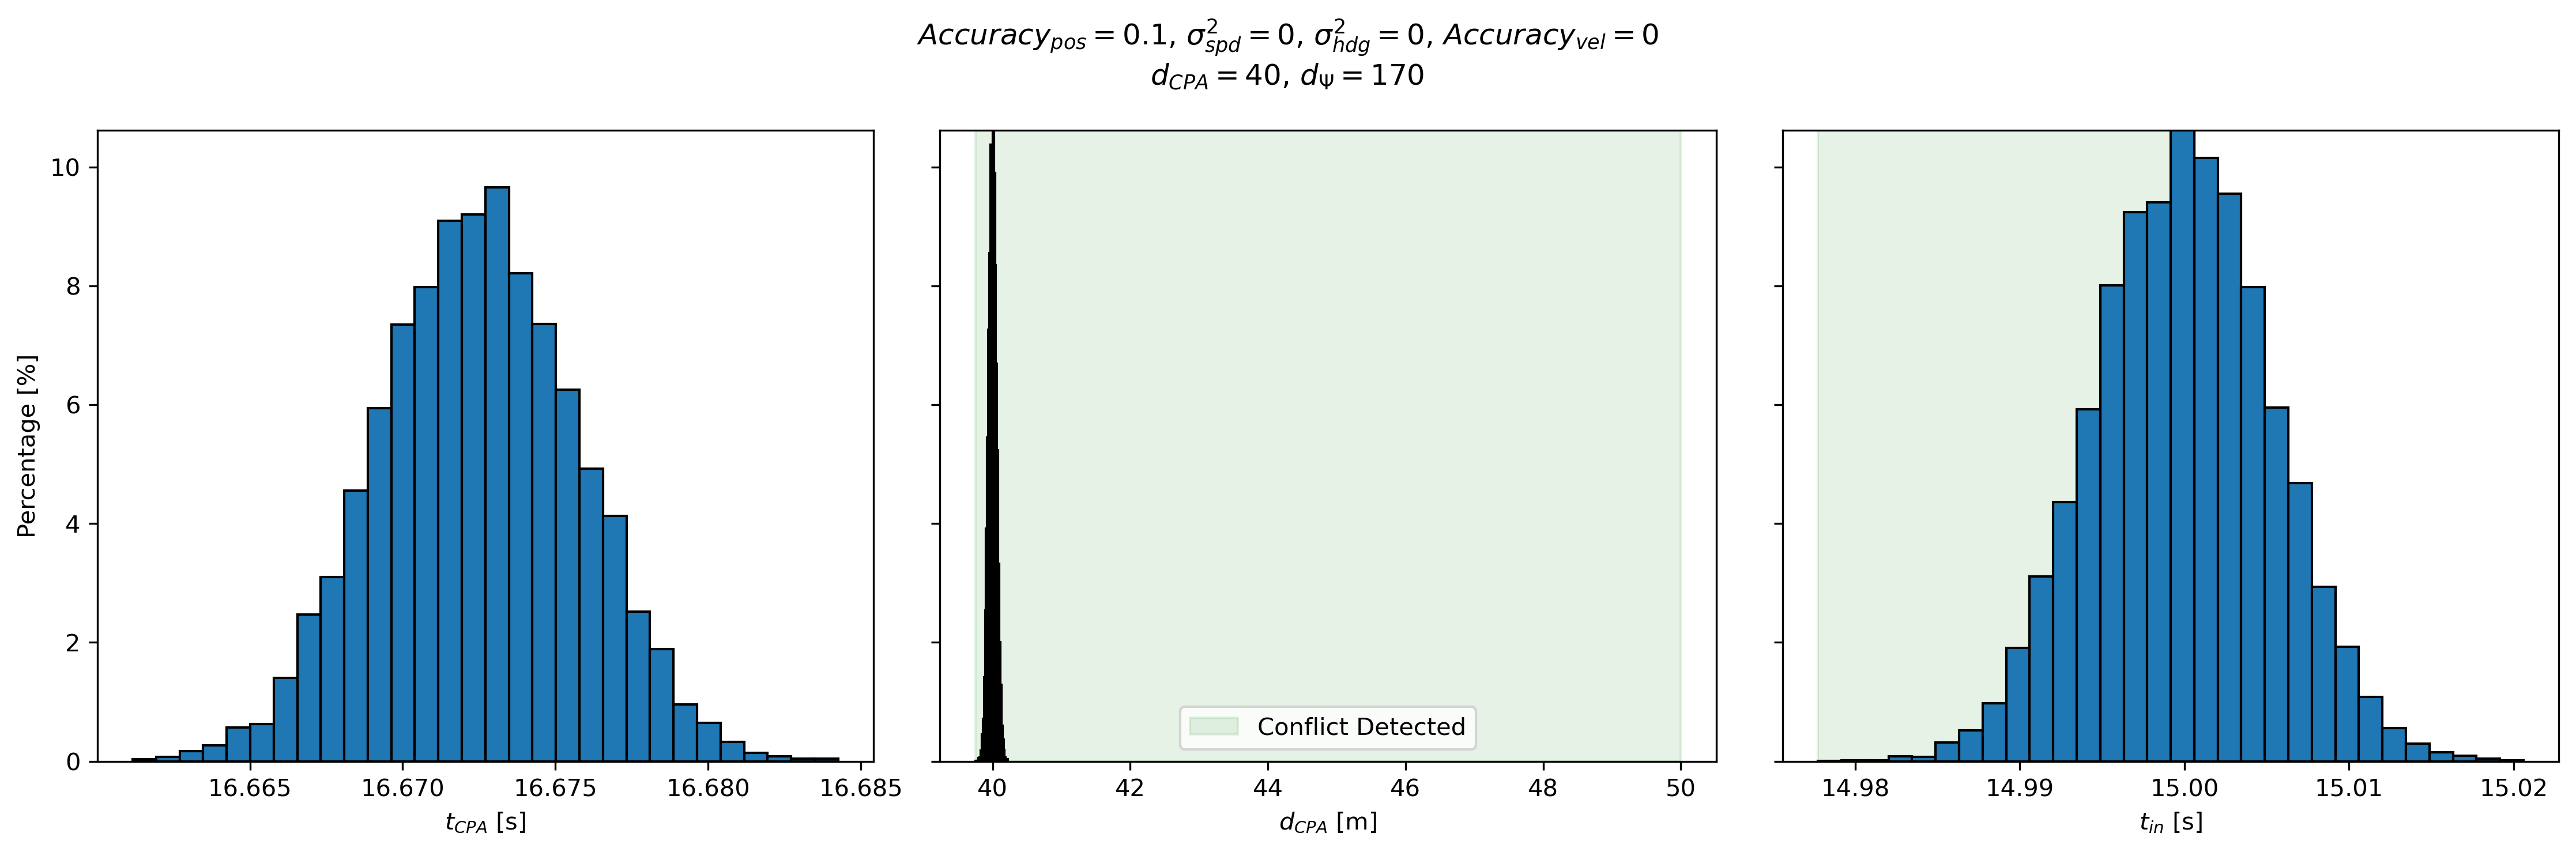 Accuracy_pos = 0.1, σ²_spd = 0, σ²_hdg = 0, Accuracy_vel = 0
d_CPA = 40, d_Ψ = 170
Percentage [%]
10
8
6
4
2
0
16.665 16.670 16.675 16.680 16.685
t_CPA [s]
40 42 44 46 48 50
d_CPA [m]
Conflict Detected
14.98 14.99 15.00 15.01 15.02
t_in [s]